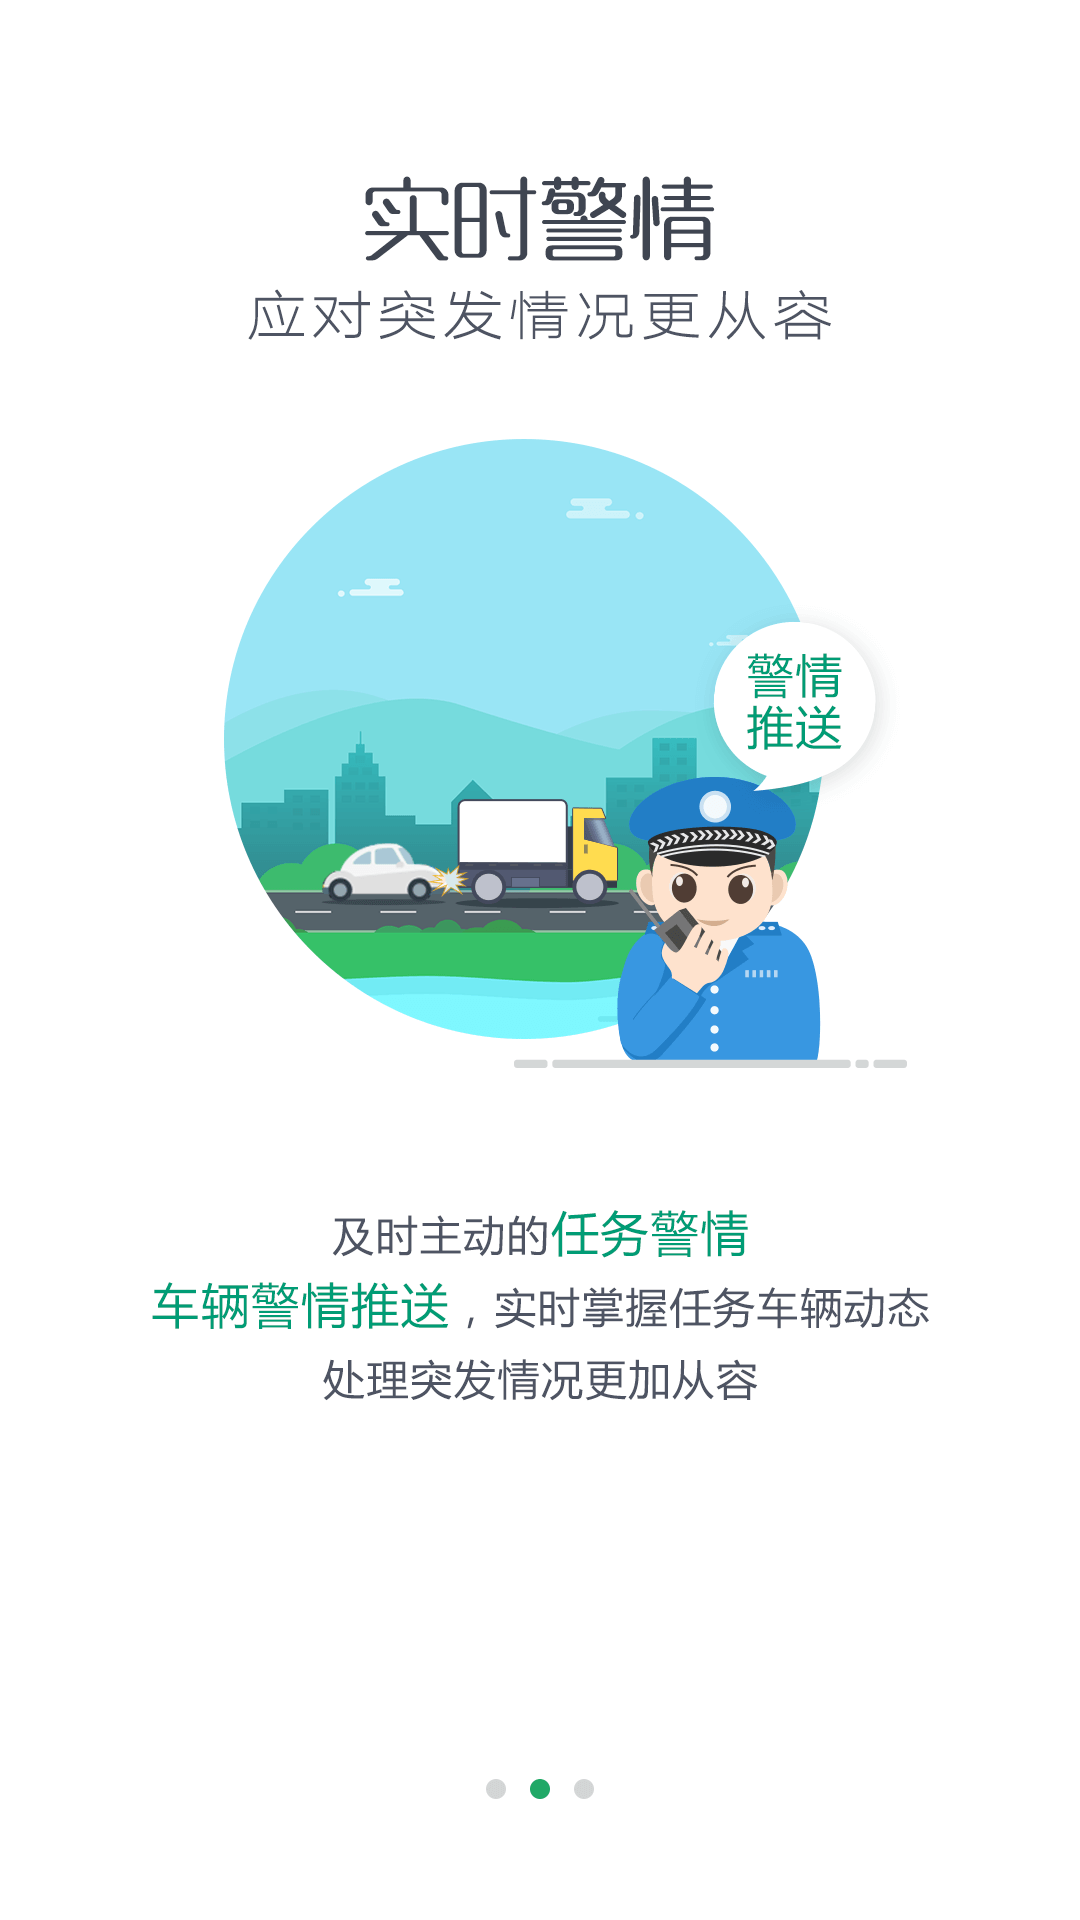 实时警情
应对突发情况更从容
警情
推送
及时主动的任务警情
车辆警情推送，实时掌握任务车辆动态
处理突发情况更加从容